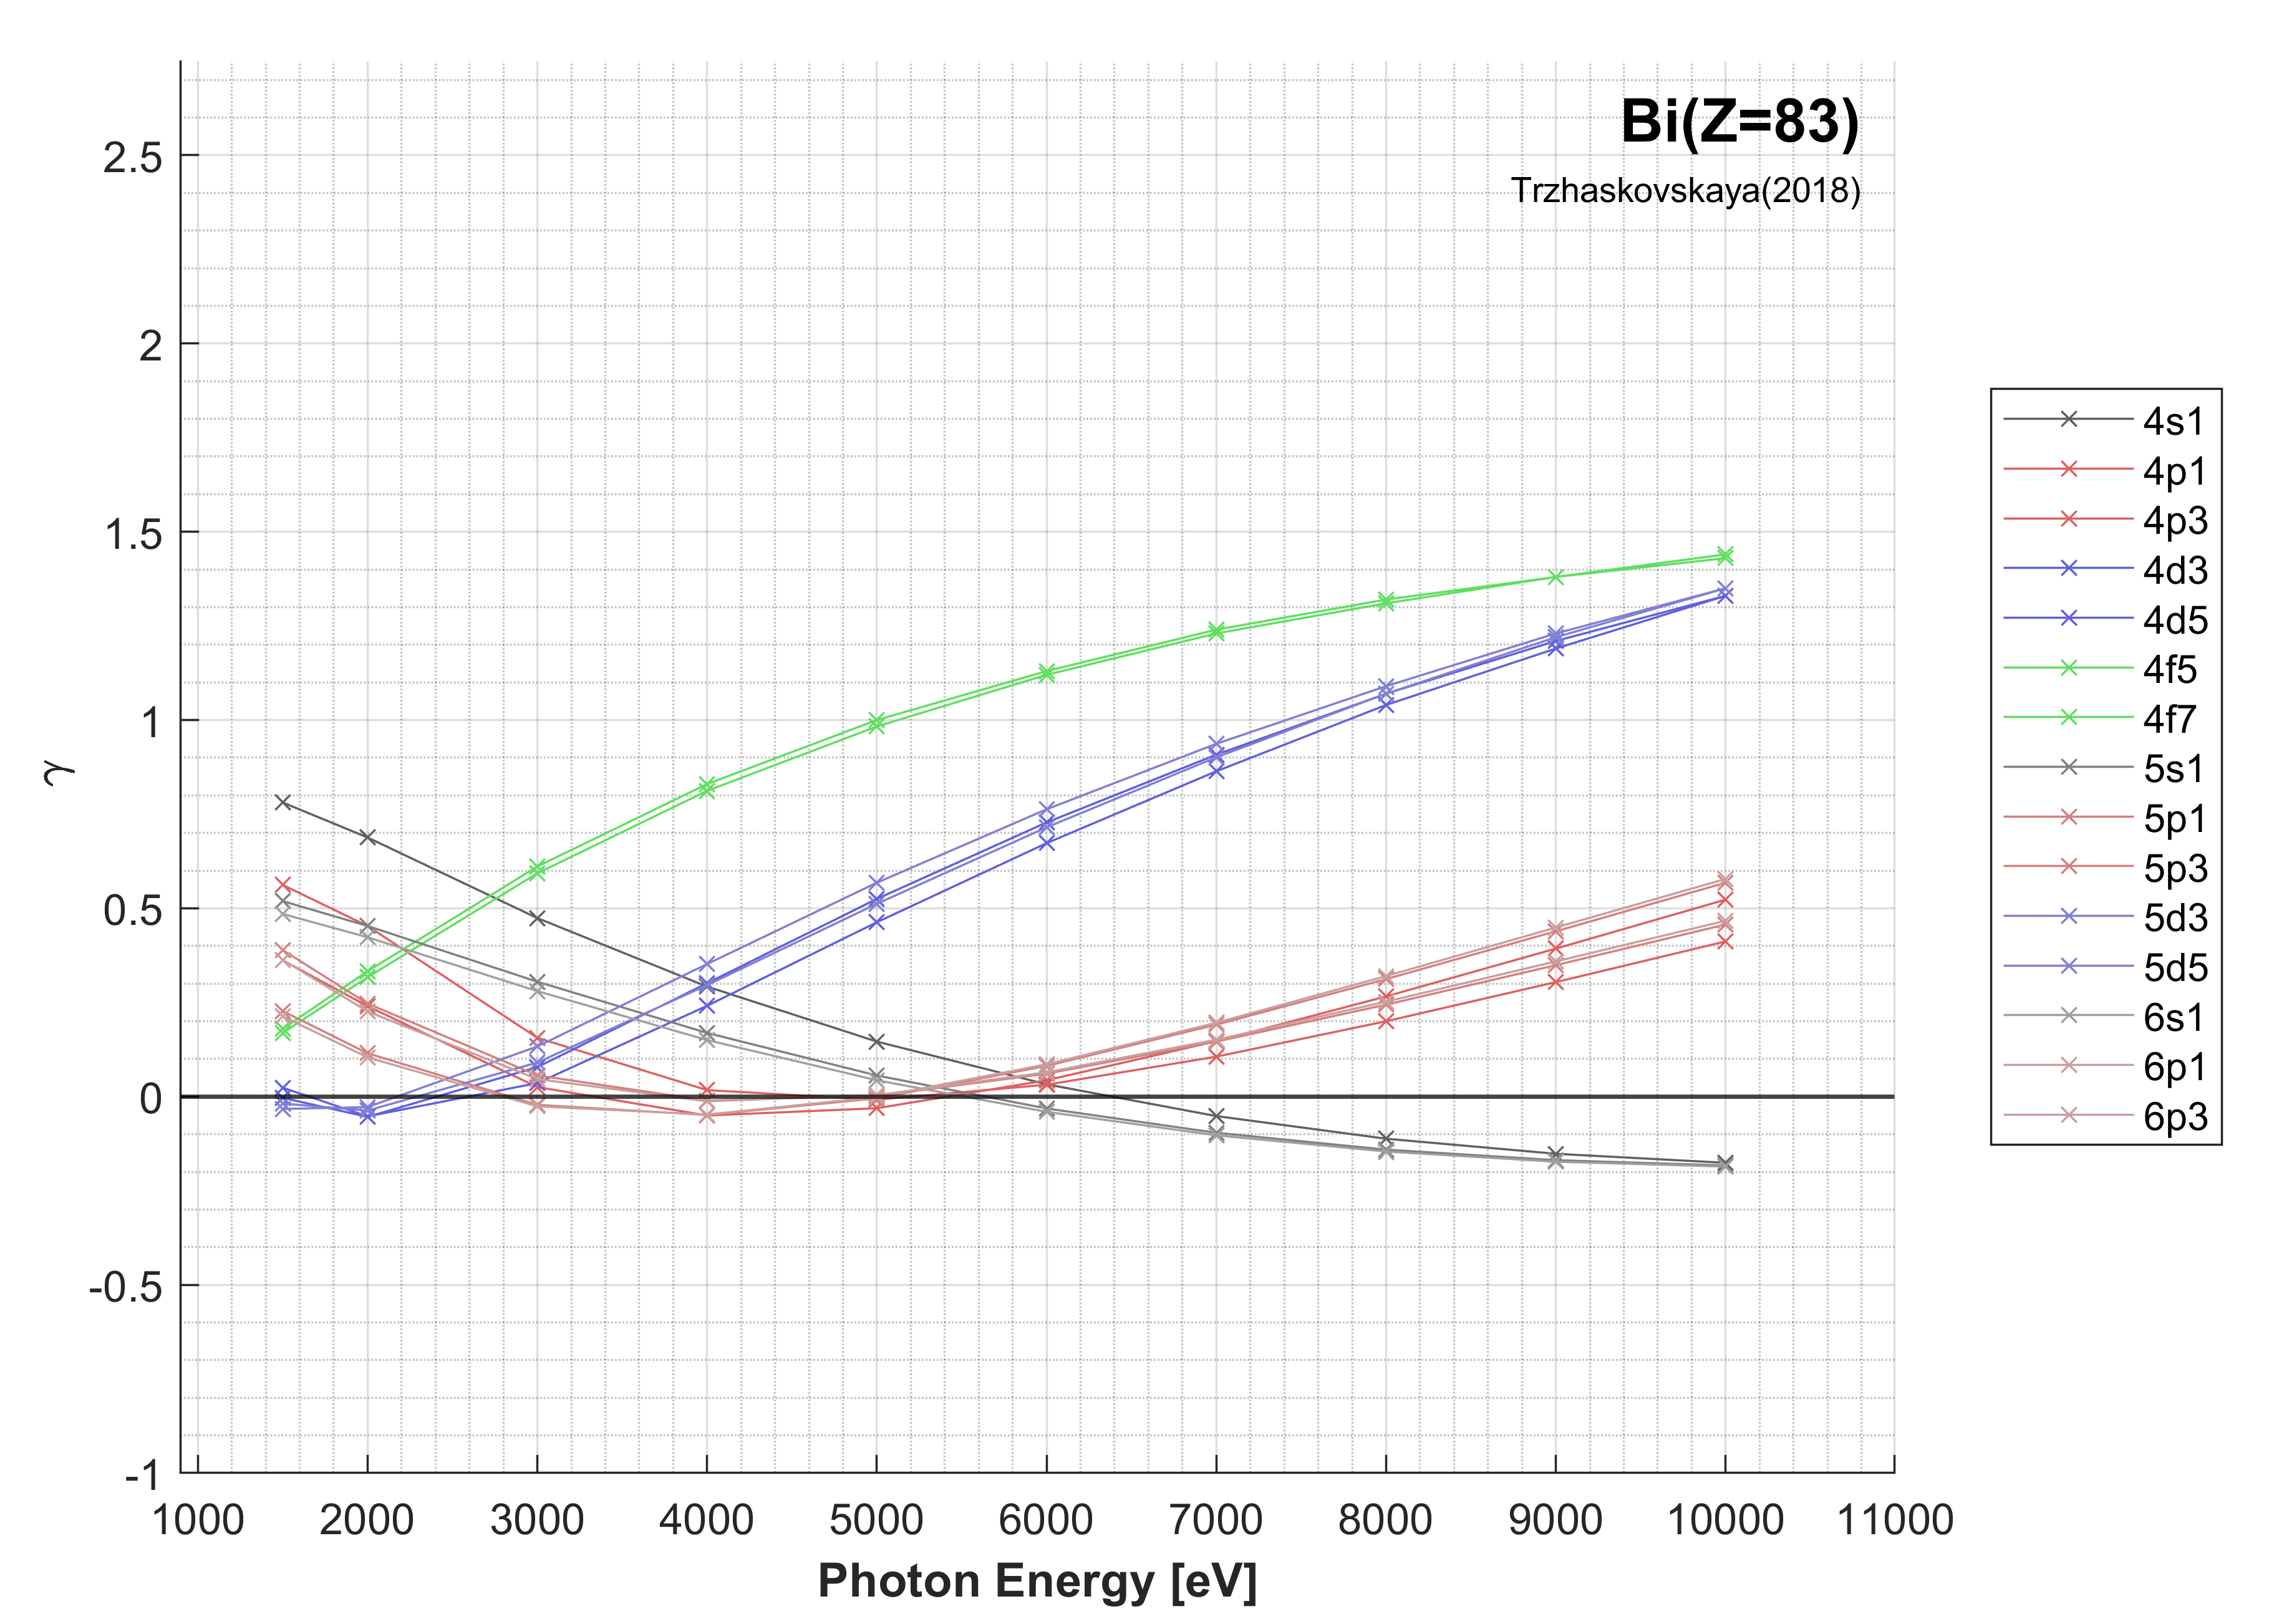 Bi(Z=83)
Trzhaskovskaya(2018)
2.5
2
1.5
1
0.5
0
-0.5
-1
γ
1000 2000 3000 4000 5000 6000 7000 8000 9000 10000 11000
Photon Energy [eV]
4s1
4p1
4p3
4d3
4d5
4f5
4f7
5s1
5p1
5p3
5d3
5d5
6s1
6p1
6p3